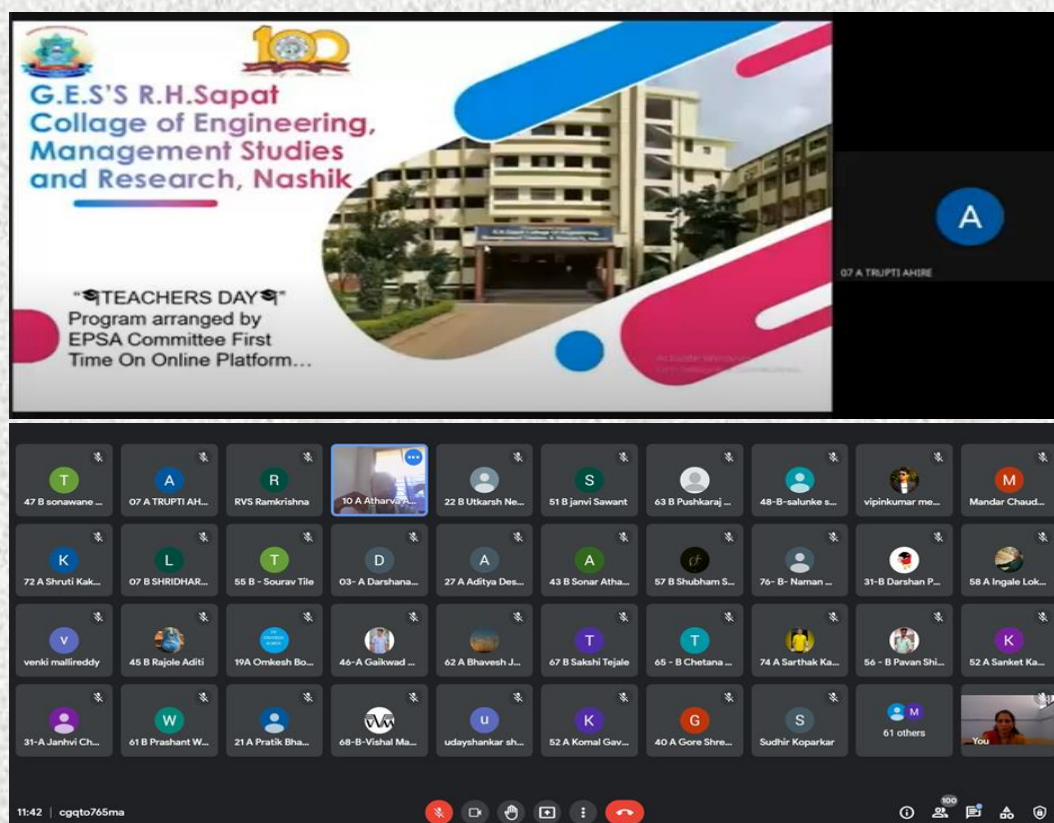 100
G.E.S'S R.H.Sapat
Collage of Engineering,
Management Studies
and Research, Nashik
"TEACHERS DAY"
Program arranged by
EPSA Committee First
Time On Online Platform...
A
07 A TRUPTI AHIRE
T
47 B sonawane ...
A
07 A TRUPTI AH...
R
RVS Ramkrishna
10 A Atharva A...
22 B Utkarsh Ne...
S
51 B janvi Sawant
63 B Pushkaraj ...
48-B-salunke s...
vipinkumar me...
M
Mandar Chaud...
K
72 A Shruti Kak...
L
07 B SHRIDHAR...
T
55 B - Sourav Tile
D
03- A Darshana...
A
27 A Aditya Des...
A
43 B Sonar Atha...
57 B Shubham S...
76- B- Naman ...
31-B Darshan P...
58 A Ingale Lok...
v
venki mallireddy
45 B Rajole Aditi
19A Omkesh Bo...
46-A Gaikwad ...
62 A Bhavesh J...
T
67 B Sakshi Tejale
T
65 - B Chetana ...
74 A Sarthak Ka...
56 - B Pavan Shi...
K
52 A Sanket Ka...
31-A Janhvi Ch...
W
61 B Prashant W...
21 A Pratik Bha...
68-B-Vishal Ma...
u
udayshankar sh...
K
52 A Komal Gav...
G
40 A Gore Shre...
S
Sudhir Koparkar
M
61 others
You
11:42 | cgqto765ma
100